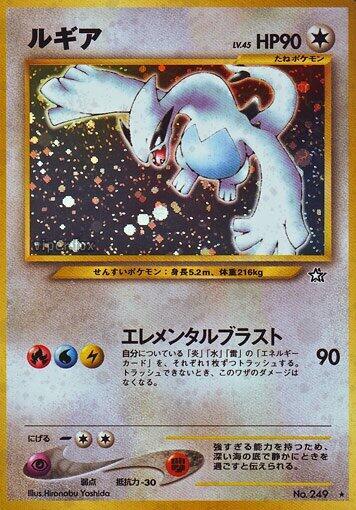 ルギア LV.45 HP90
たねポケモン
せんすいポケモン：身長5.2m、体重216kg
エレメンタルブラスト 90
自分についている「炎」「水」「雷」の「エネルギー
カード」を、それぞれ1枚ずつトラッシュする。
トラッシュできないとき、このワザのダメージは
なくなる。
にげる
弱点 抵抗力 -30
強すぎる能力を持つため、
深い海の底で静かにときを
過ごすと伝えられる。
Illus.Hironobu Yoshida No.249